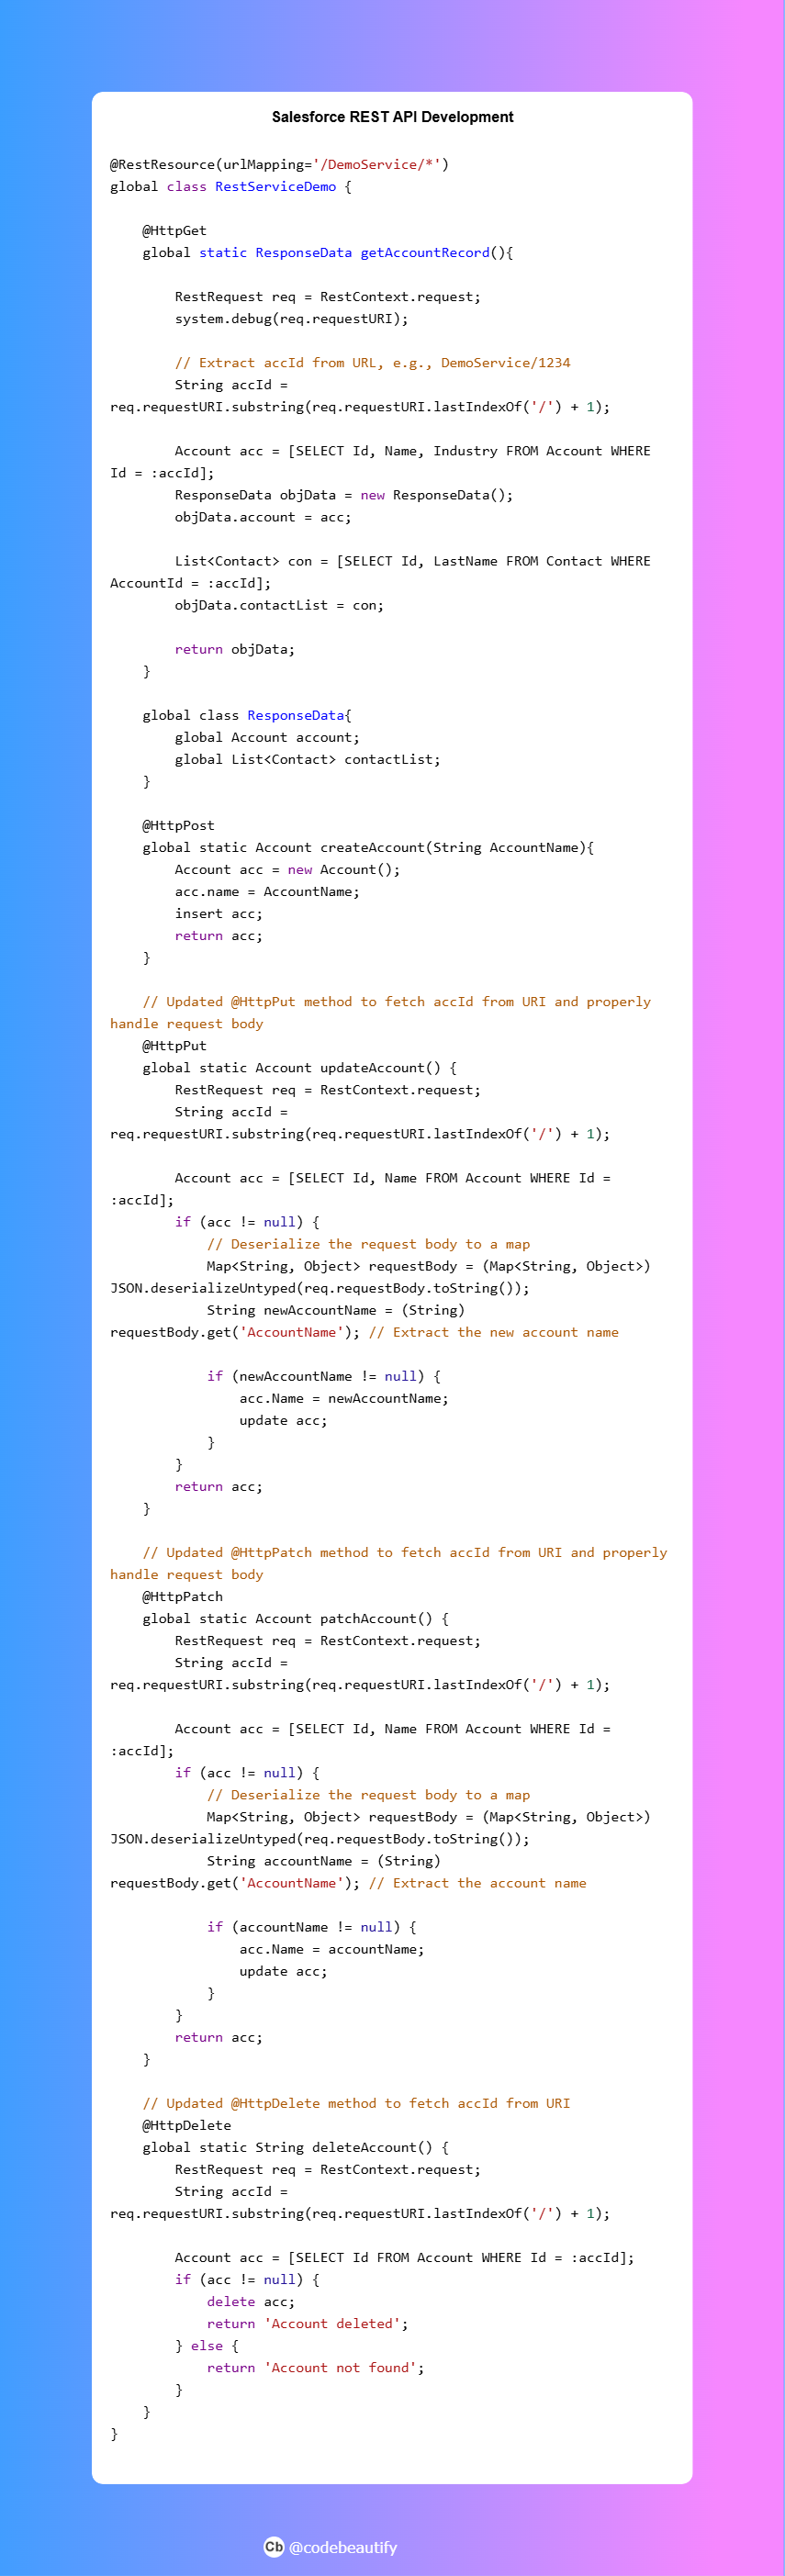 Salesforce REST API Development
@RestResource(urlMapping='/DemoService/*')
global class RestServiceDemo {
    @HttpGet
    global static ResponseData getAccountRecord(){
        RestRequest req = RestContext.request;
        system.debug(req.requestURI);
        // Extract accId from URL, e.g., DemoService/1234
        String accId =
req.requestURI.substring(req.requestURI.lastIndexOf('/') + 1);
        Account acc = [SELECT Id, Name, Industry FROM Account WHERE
Id = :accId];
        ResponseData objData = new ResponseData();
        objData.account = acc;
        List<Contact> con = [SELECT Id, LastName FROM Contact WHERE
AccountId = :accId];
        objData.contactList = con;
        return objData;
    }
    global class ResponseData{
        global Account account;
        global List<Contact> contactList;
    }
    @HttpPost
    global static Account createAccount(String AccountName){
        Account acc = new Account();
        acc.name = AccountName;
        insert acc;
        return acc;
    }
    // Updated @HttpPut method to fetch accId from URI and properly
handle request body
    @HttpPut
    global static Account updateAccount() {
        RestRequest req = RestContext.request;
        String accId =
req.requestURI.substring(req.requestURI.lastIndexOf('/') + 1);
        Account acc = [SELECT Id, Name FROM Account WHERE Id =
:accId];
        if (acc != null) {
            // Deserialize the request body to a map
            Map<String, Object> requestBody = (Map<String, Object>)
JSON.deserializeUntyped(req.requestBody.toString());
            String newAccountName = (String)
requestBody.get('AccountName'); // Extract the new account name
            if (newAccountName != null) {
                acc.Name = newAccountName;
                update acc;
            }
        }
        return acc;
    }
    // Updated @HttpPatch method to fetch accId from URI and properly
handle request body
    @HttpPatch
    global static Account patchAccount() {
        RestRequest req = RestContext.request;
        String accId =
req.requestURI.substring(req.requestURI.lastIndexOf('/') + 1);
        Account acc = [SELECT Id, Name FROM Account WHERE Id =
:accId];
        if (acc != null) {
            // Deserialize the request body to a map
            Map<String, Object> requestBody = (Map<String, Object>)
JSON.deserializeUntyped(req.requestBody.toString());
            String accountName = (String)
requestBody.get('AccountName'); // Extract the account name
            if (accountName != null) {
                acc.Name = accountName;
                update acc;
            }
        }
        return acc;
    }
    // Updated @HttpDelete method to fetch accId from URI
    @HttpDelete
    global static String deleteAccount() {
        RestRequest req = RestContext.request;
        String accId =
req.requestURI.substring(req.requestURI.lastIndexOf('/') + 1);
        Account acc = [SELECT Id FROM Account WHERE Id = :accId];
        if (acc != null) {
            delete acc;
            return 'Account deleted';
        } else {
            return 'Account not found';
        }
    }
}
Cb @codebeautify